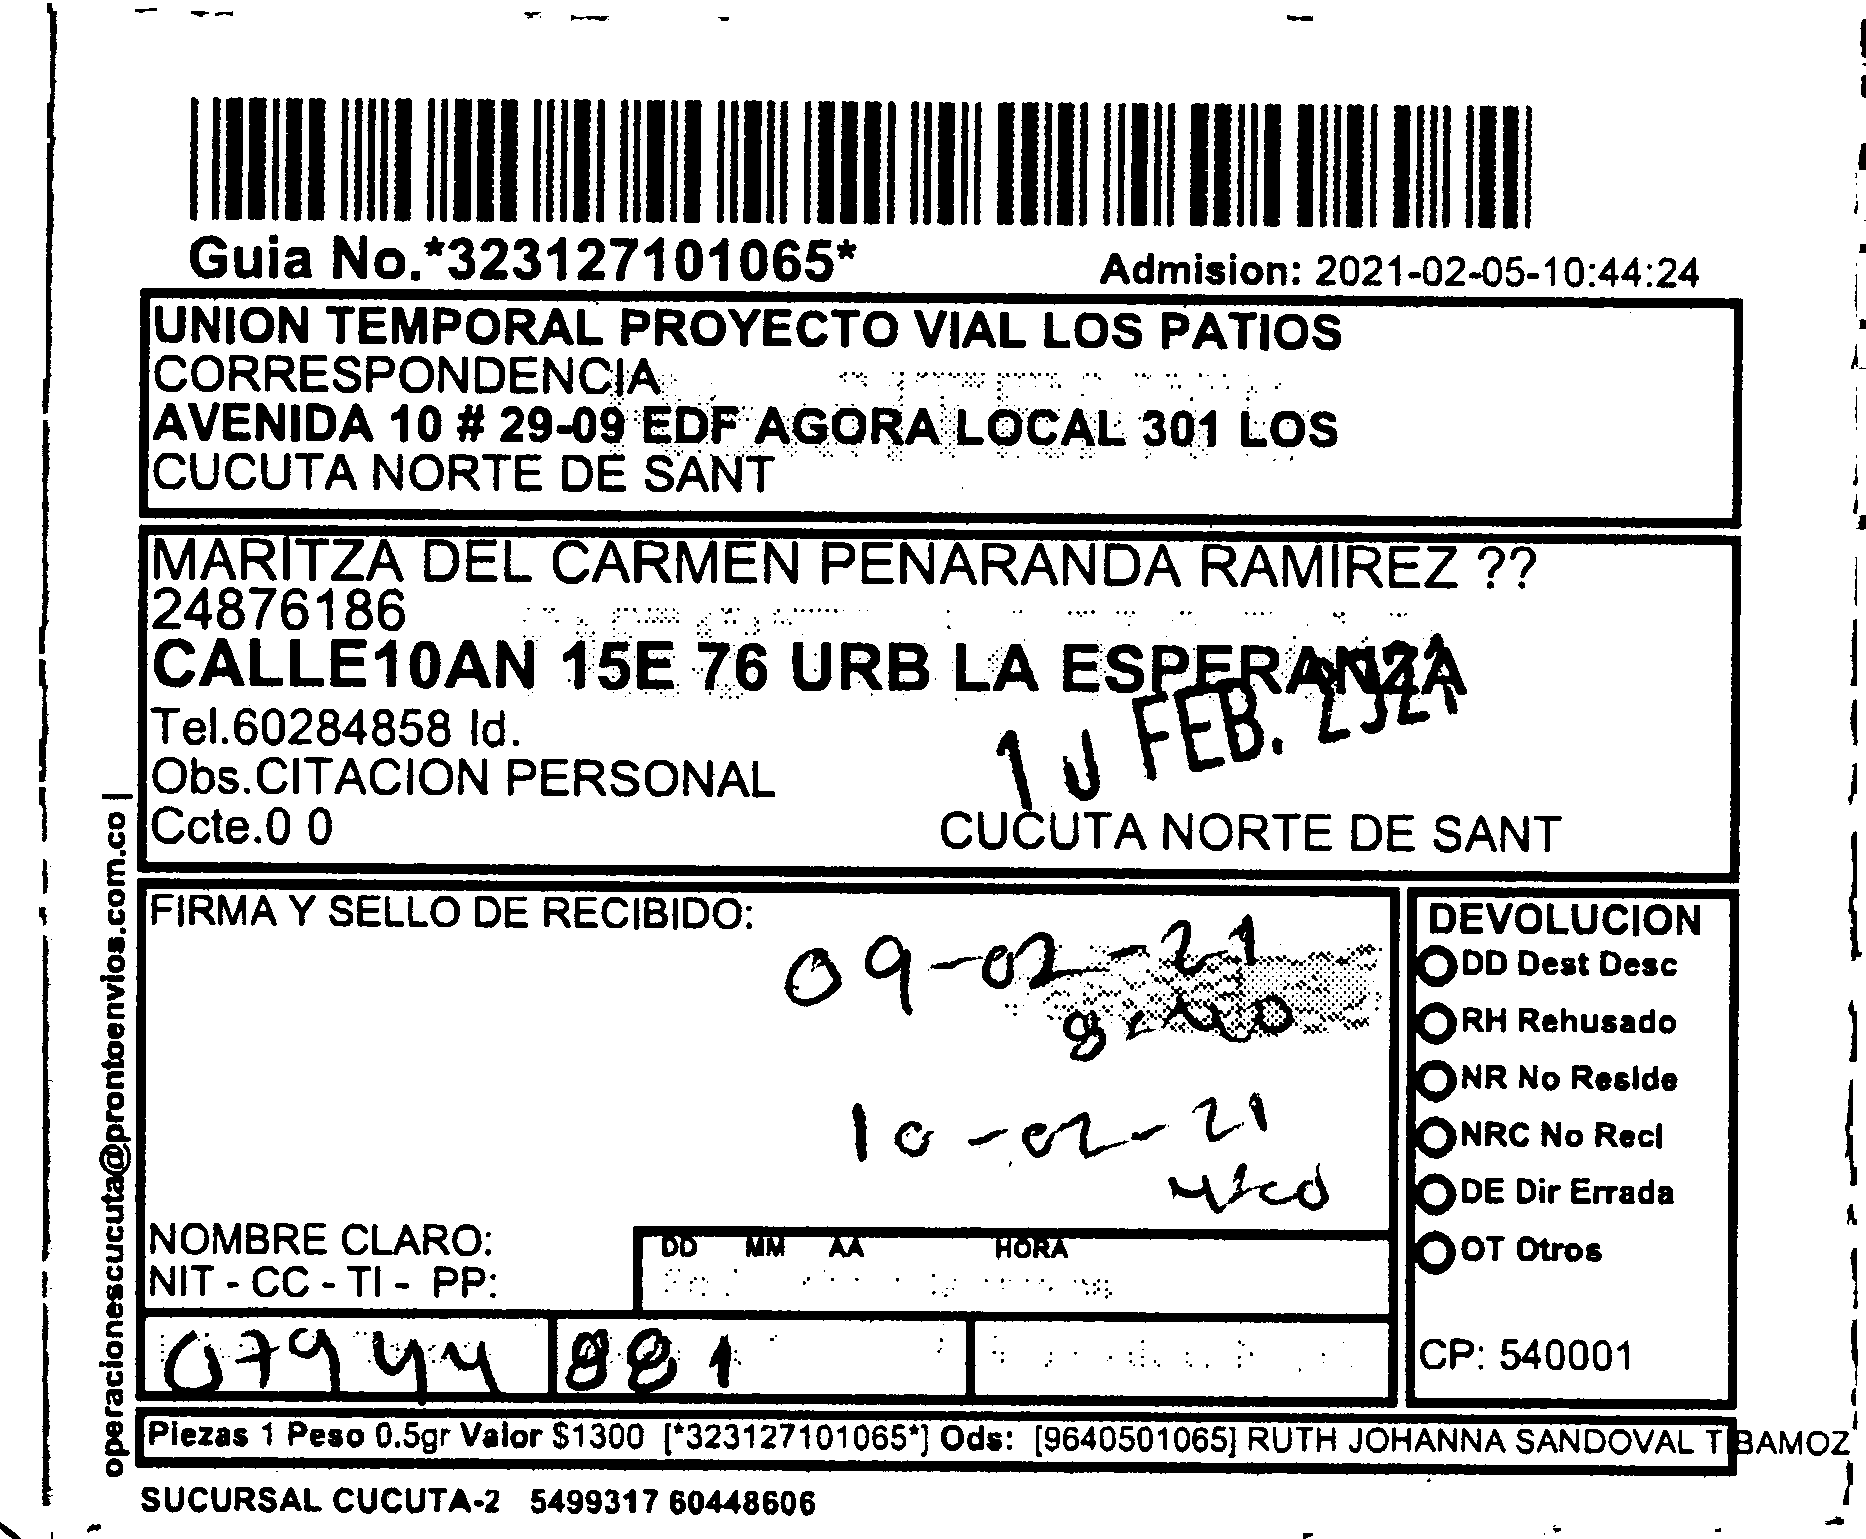 Guia No.*323127101065*
Admision: 2021-02-05-10:44:24
UNION TEMPORAL PROYECTO VIAL LOS PATIOS
CORRESPONDENCIA
AVENIDA 10 # 29-09 EDF AGORA LOCAL 301 LOS
CUCUTA NORTE DE SANT
MARITZA DEL CARMEN PENARANDA RAMIREZ ??
24876186
CALLE10AN 15E 76 URB LA ESPERANZA
Tel.60284858 Id.
10 FEB. 2021
Obs.CITACION PERSONAL
Ccte.0 0
CUCUTA NORTE DE SANT
operacionescucuta@prontoenvios.com.co |
FIRMA Y SELLO DE RECIBIDO:
09-02-21
10-02-21
NOMBRE CLARO:
NIT - CC - TI - PP:
DD MM AA HORA
07944 881
DEVOLUCION
DD Dest Desc
RH Rehusado
NR No Reside
NRC No Recl
DE Dir Errada
OT Otros
CP: 540001
Piezas 1 Peso 0.5gr Valor $1300 [*323127101065*] Ods: [9640501065] RUTH JOHANNA SANDOVAL TIBAMOZ
SUCURSAL CUCUTA-2 5499317 60448606